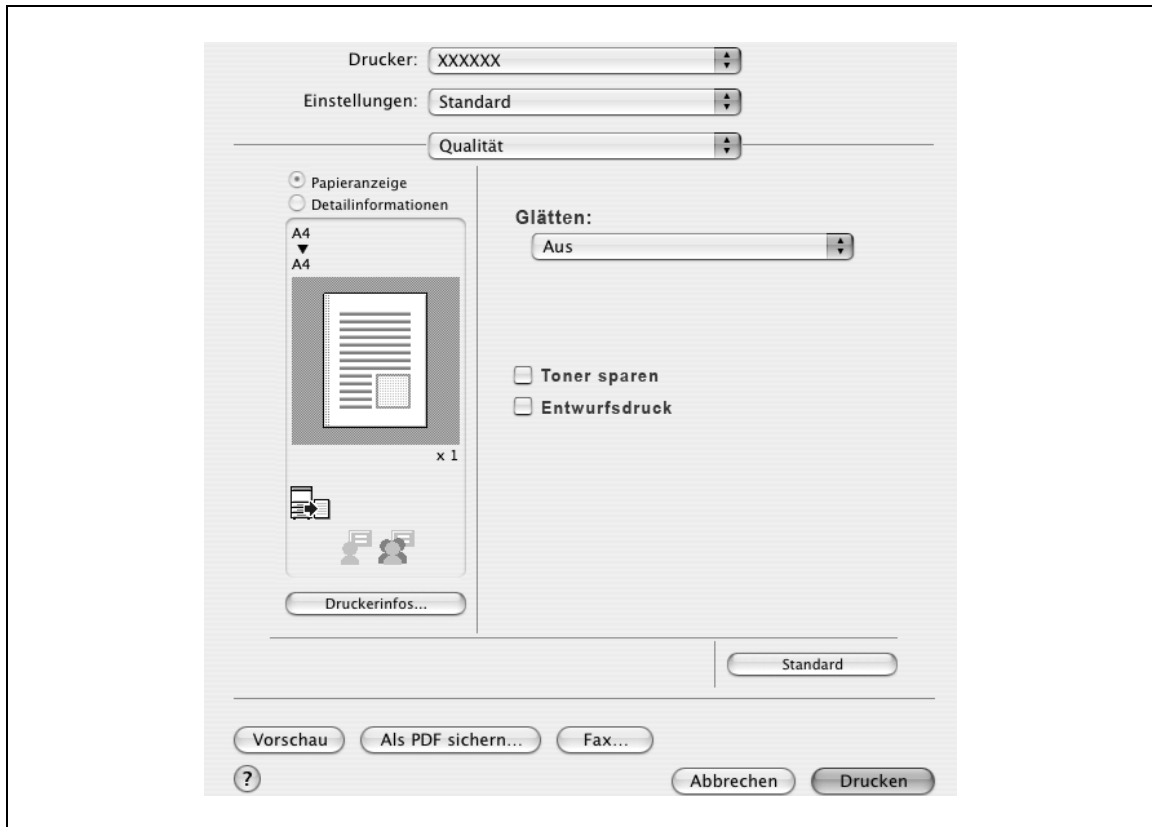 Drucker: XXXXXX
Einstellungen: Standard
Qualität
Papieranzeige
Detailinformationen
A4
A4
x 1
Druckerinfos...
Glätten:
Aus
Toner sparen
Entwurfsdruck
Standard
Vorschau Als PDF sichern... Fax...
? Abbrechen Drucken